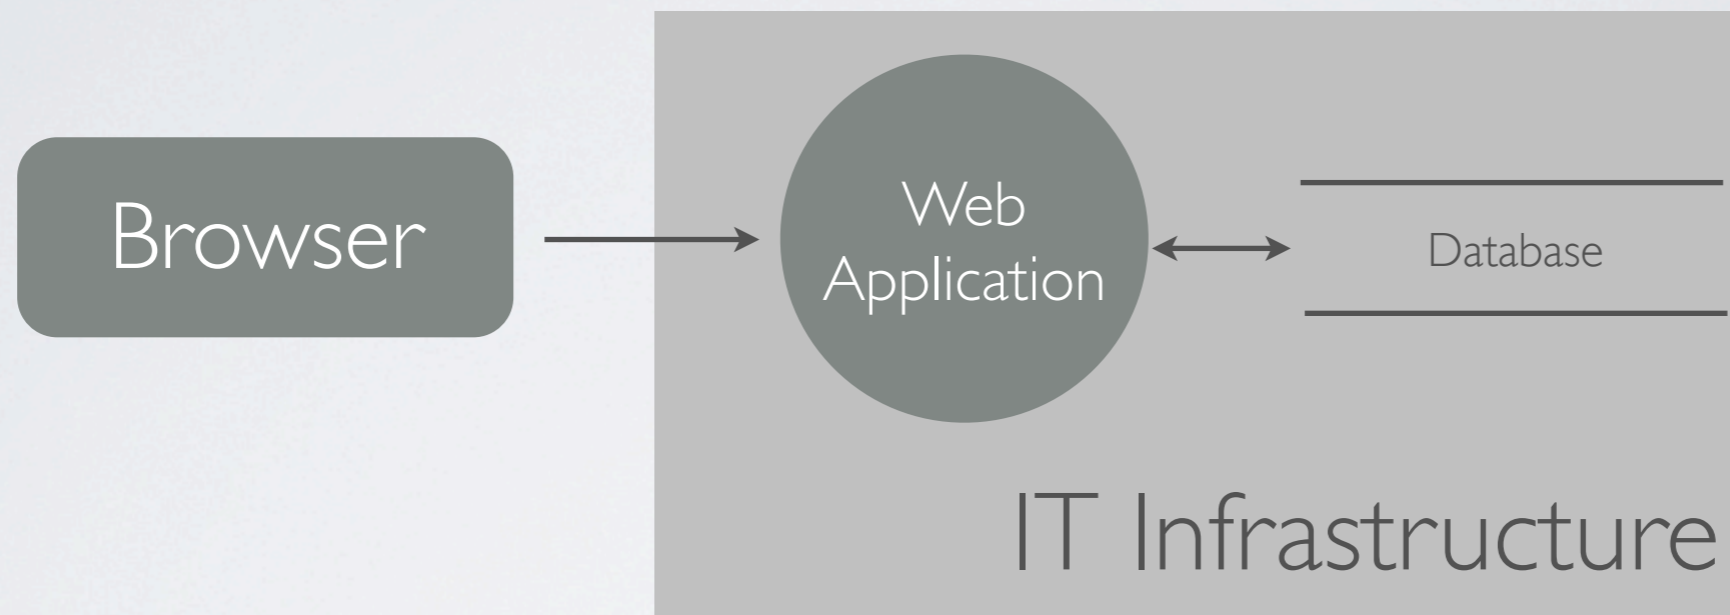 Browser
Web
Application
Database
IT Infrastructure